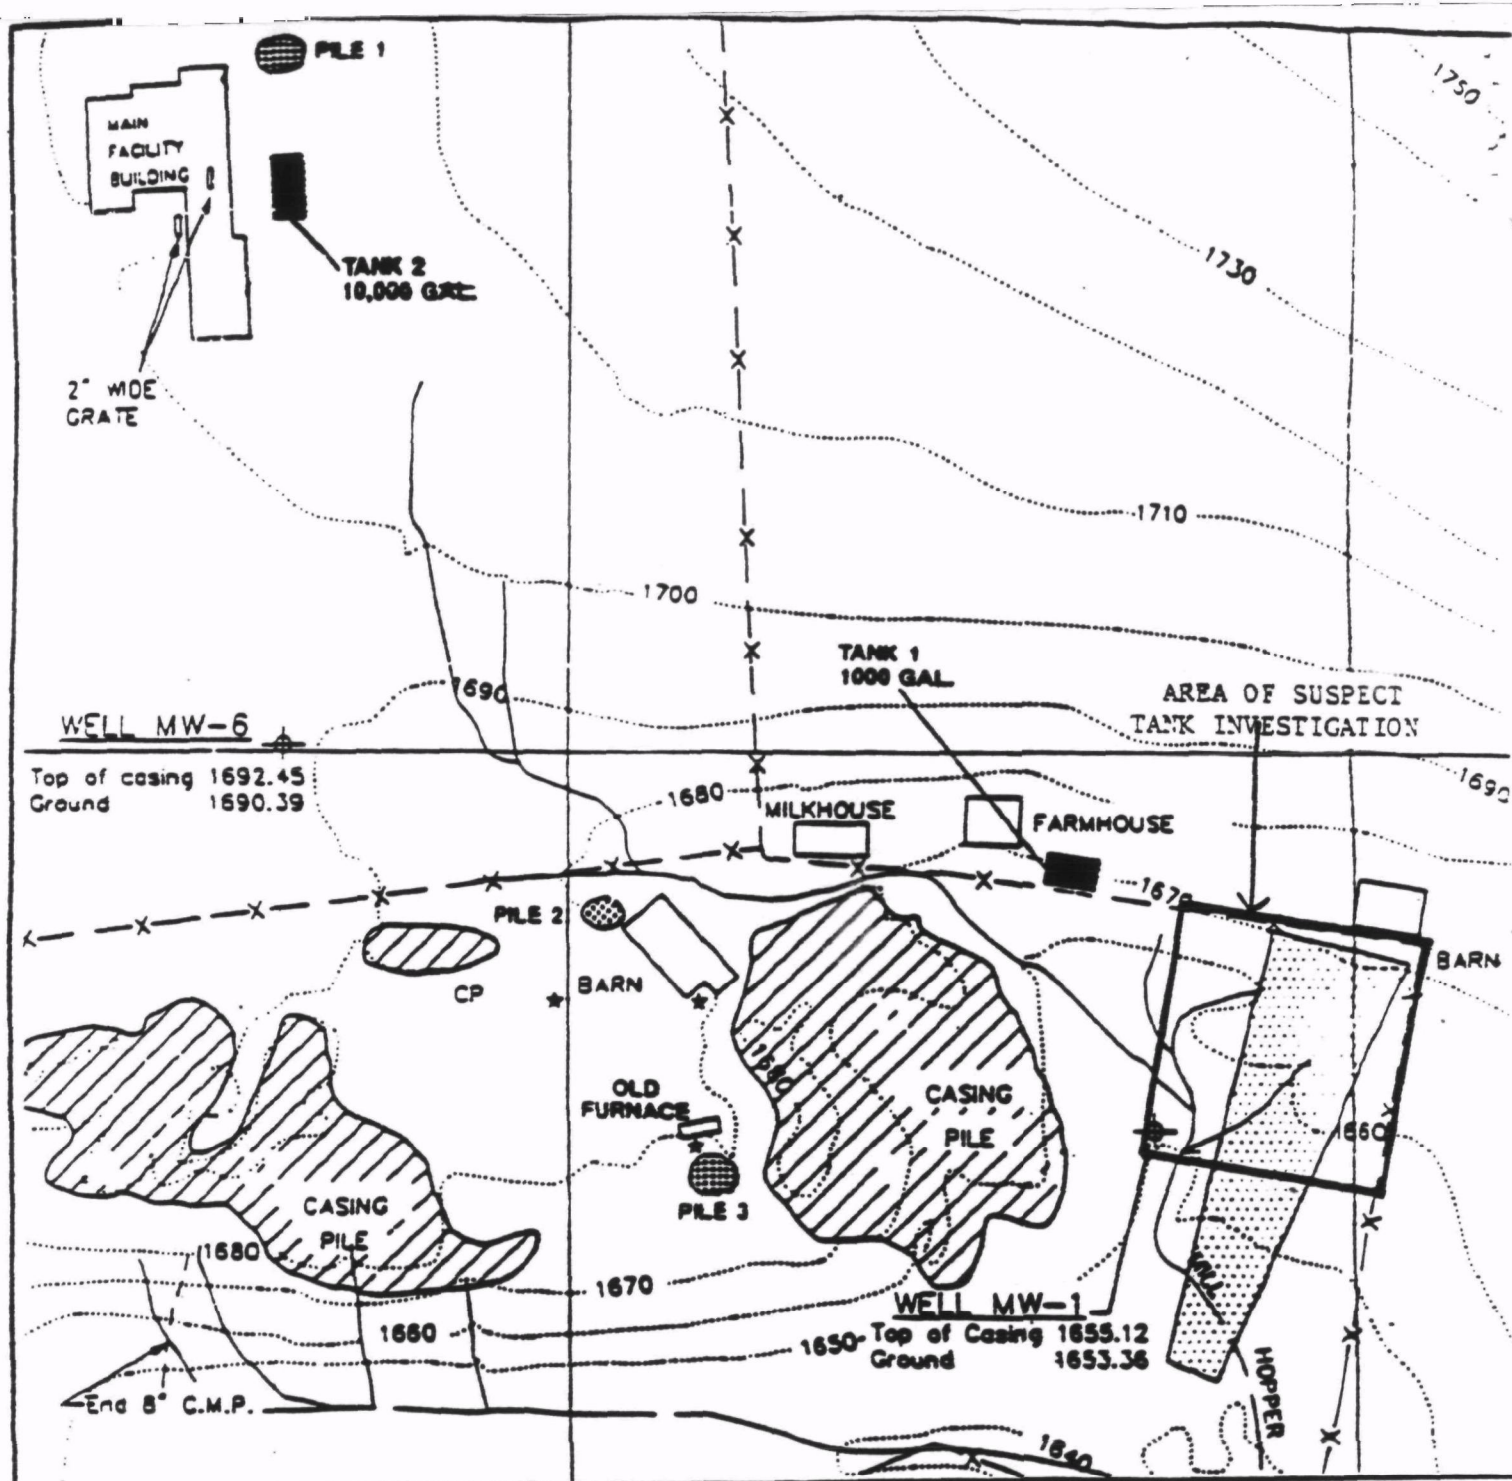 PILE 1
1750
MAIN
FACILITY
BUILDING
1730
TANK 2
10,000 GAL
2" WIDE
GRATE
1710
1700
TANK 1
1000 GAL.
1690
AREA OF SUSPECT
TANK INVESTIGATION
WELL MW-6
Top of casing 1692.45
Ground 1690.39
1680
1690
MILKHOUSE
FARMHOUSE
1670
PILE 2
BARN
BARN
CP
1680
OLD
FURNACE
CASING
PILE
1660
PILE 3
CASING
PILE
1680
1670
WELL MW-1
Top of Casing 1655.12
Ground 1653.36
1660
1650
HOPPER
End 8" C.M.P.
1640